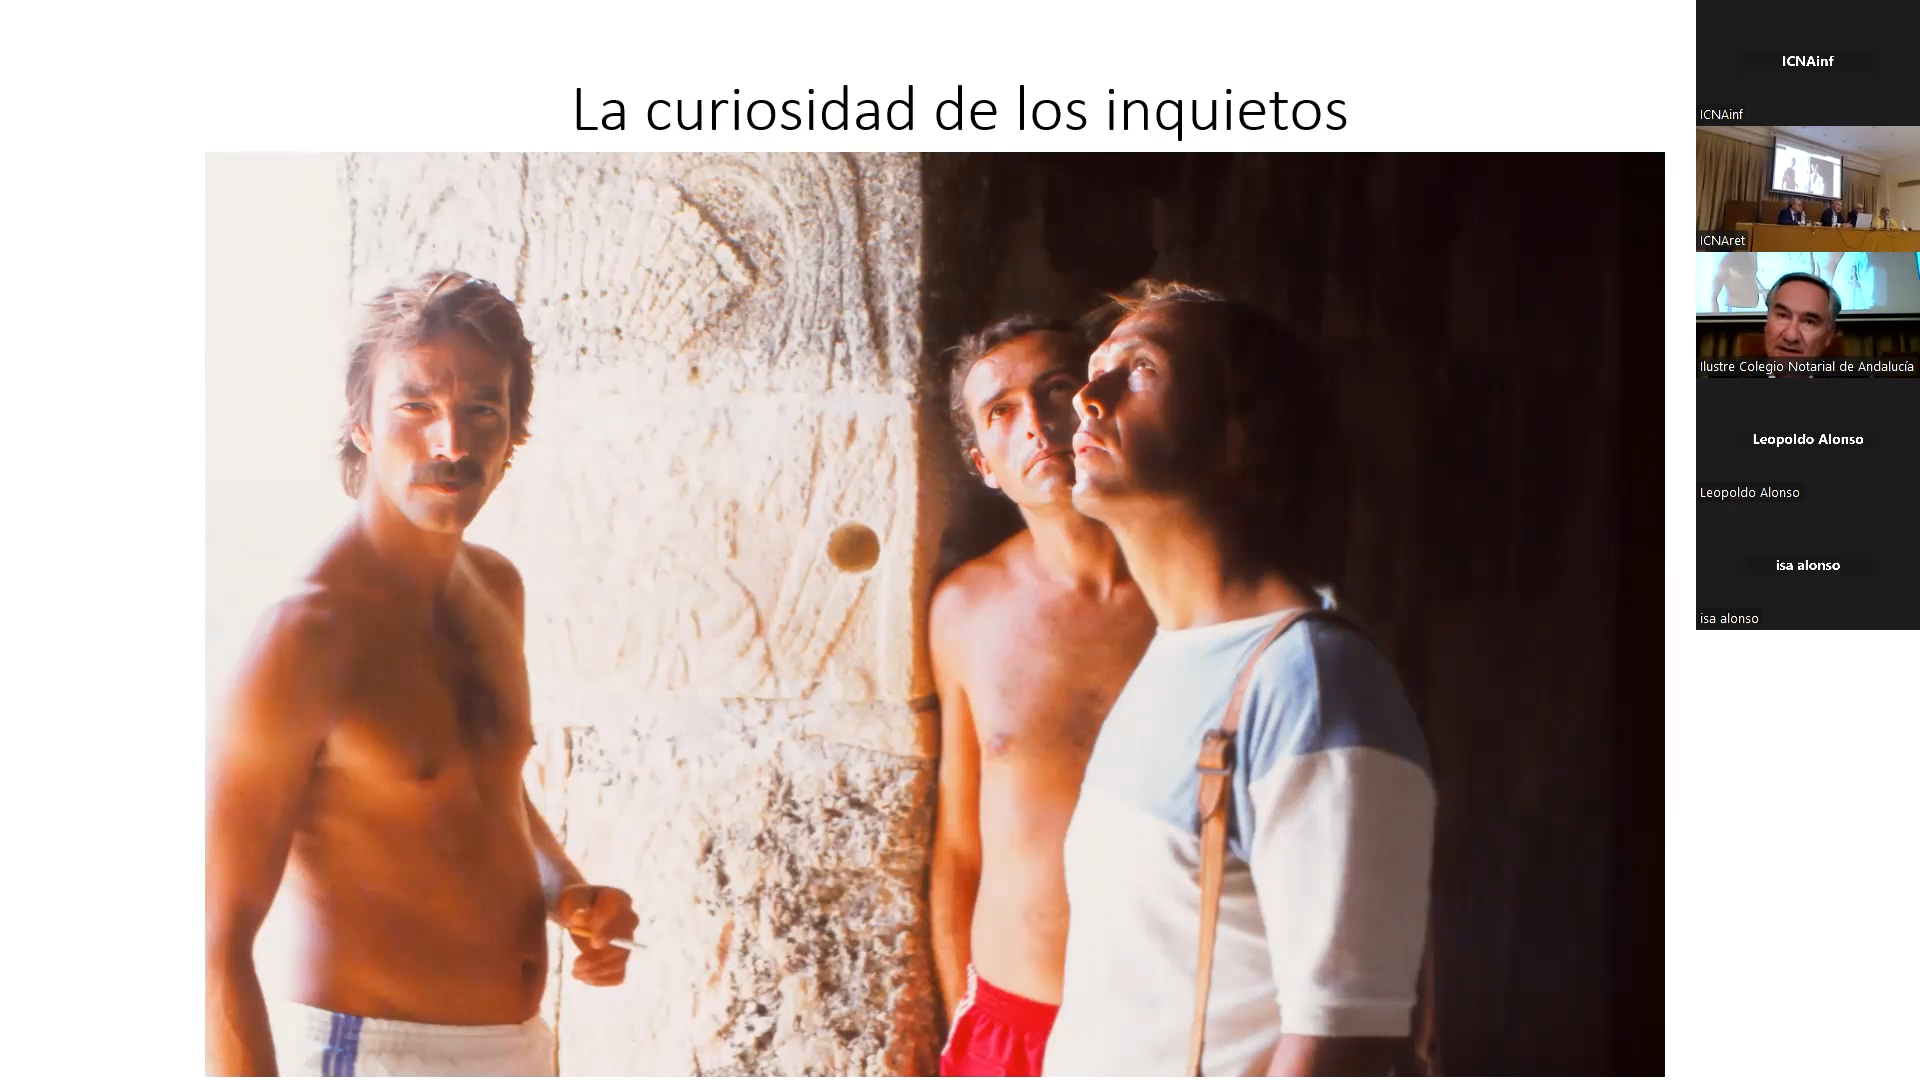 La curiosidad de los inquietos
ICNAinf
ICNAinf
ICNAret
Ilustre Colegio Notarial de Andalucía
Leopoldo Alonso
Leopoldo Alonso
isa alonso
isa alonso